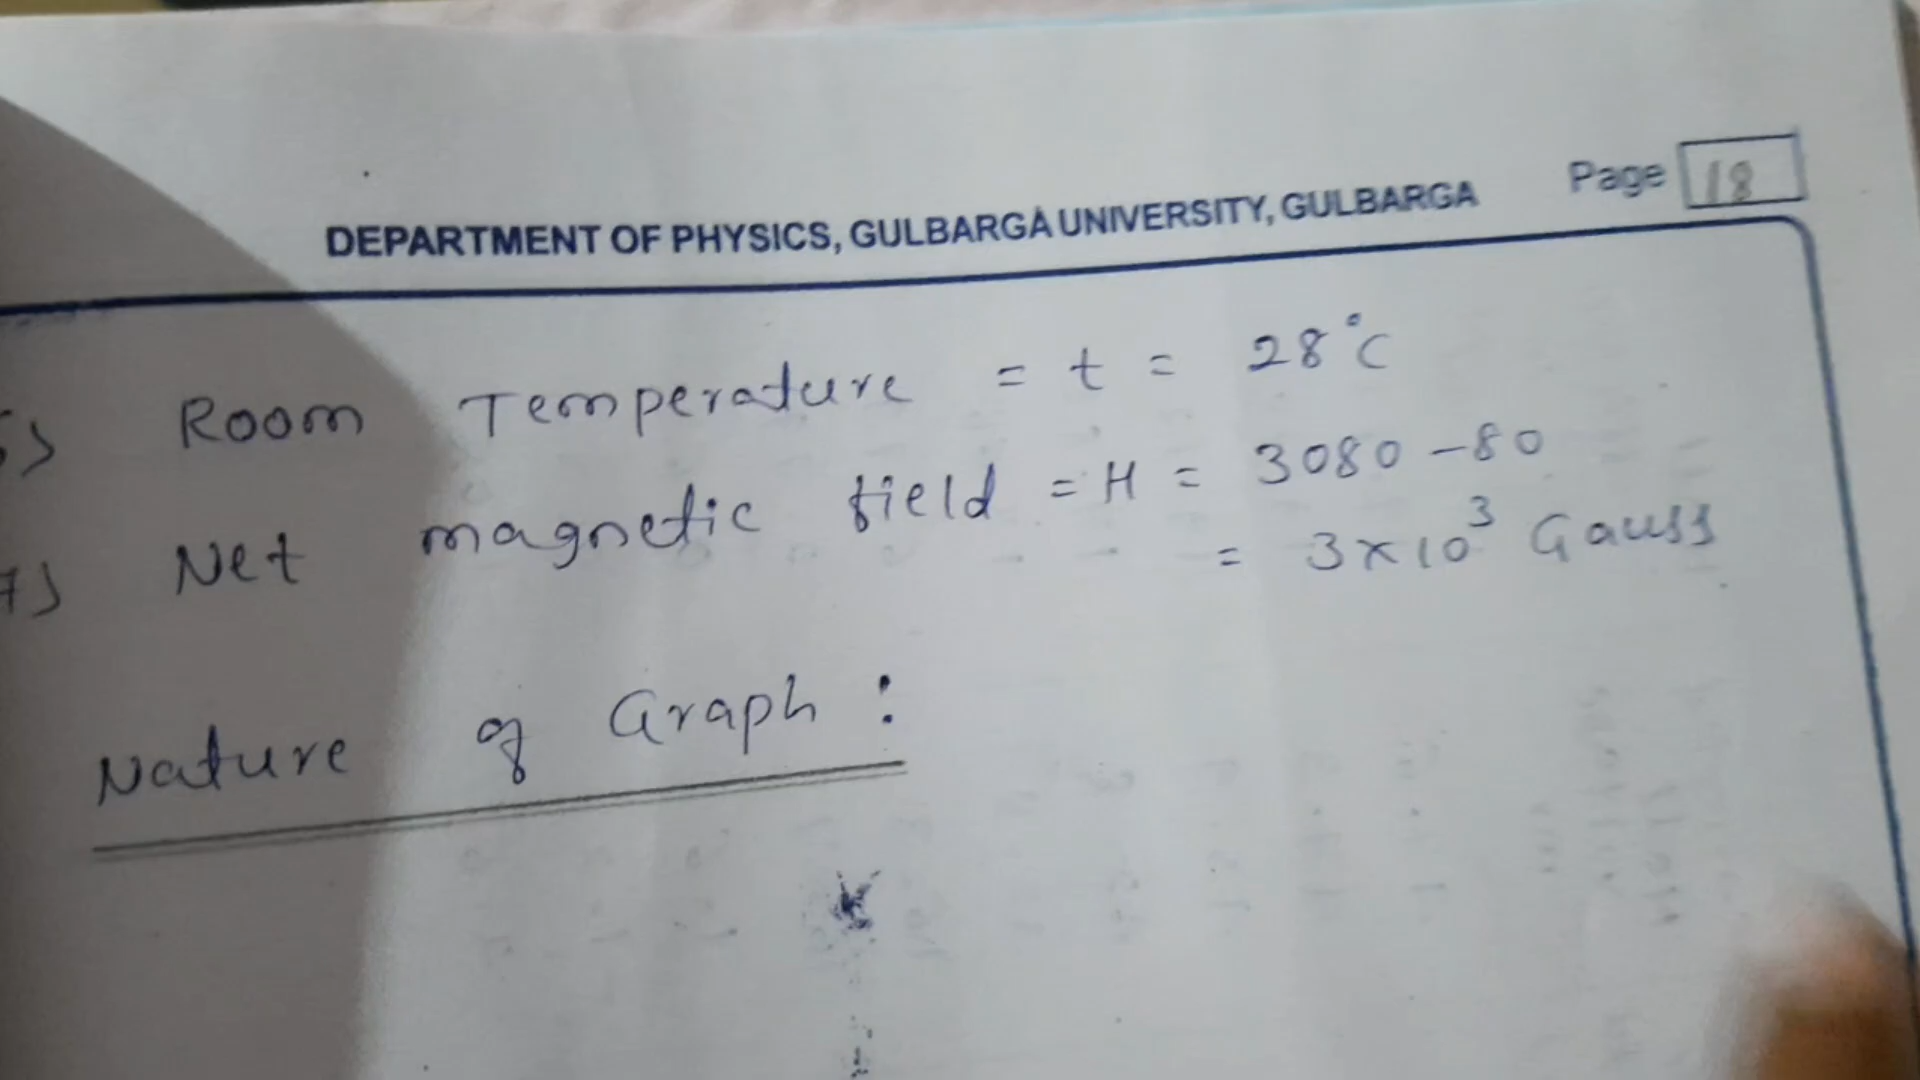 Page 18
DEPARTMENT OF PHYSICS, GULBARGA UNIVERSITY, GULBARGA
Room Temperature = t = 28°C
7) Net magnetic field = H = 3080 - 80
= 3×10³ Gauss
Nature of Graph :